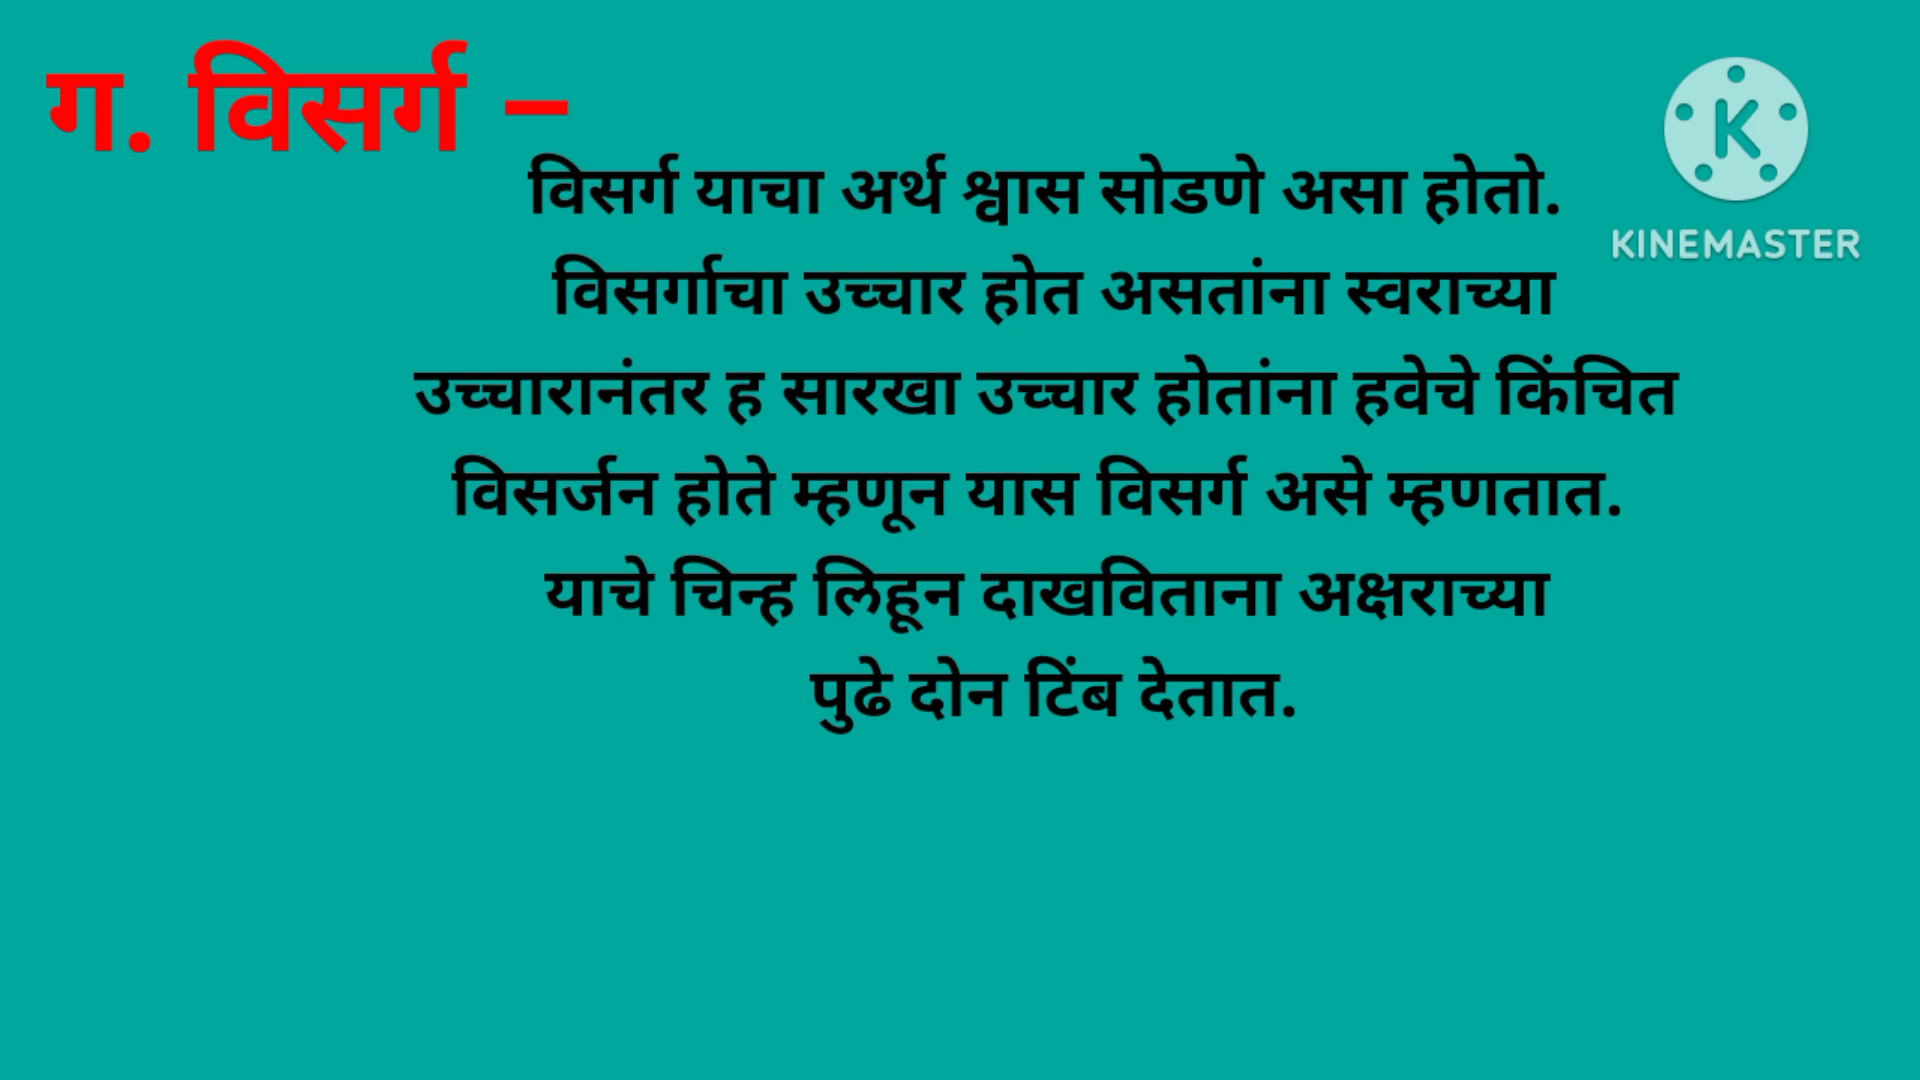 ग. विसर्ग –
विसर्ग याचा अर्थ श्वास सोडणे असा होतो.
विसर्गाचा उच्चार होत असतांना स्वराच्या
उच्चारानंतर ह सारखा उच्चार होतांना हवेचे किंचित
विसर्जन होते म्हणून यास विसर्ग असे म्हणतात.
याचे चिन्ह लिहून दाखविताना अक्षराच्या
पुढे दोन टिंब देतात.
K
KINEMASTER